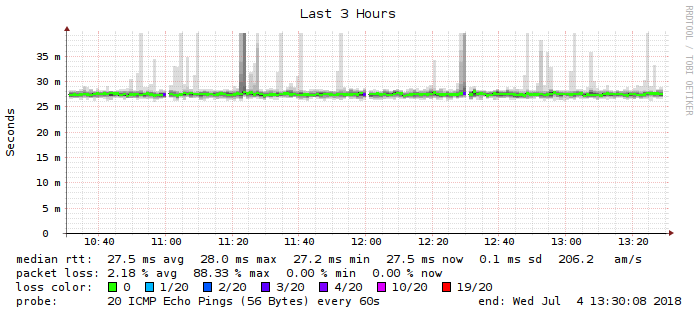 Last 3 Hours
RRDTOOL / TOBI OETIKER
Seconds
35 m
30 m
25 m
20 m
15 m
10 m
5 m
0
10:40 11:00 11:20 11:40 12:00 12:20 12:40 13:00 13:20
median rtt: 27.5 ms avg 28.0 ms max 27.2 ms min 27.5 ms now 0.1 ms sd 206.2 am/s
packet loss: 2.18 % avg 88.33 % max 0.00 % min 0.00 % now
loss color: 0 1/20 2/20 3/20 4/20 10/20 19/20
probe: 20 ICMP Echo Pings (56 Bytes) every 60s end: Wed Jul 4 13:30:08 2018